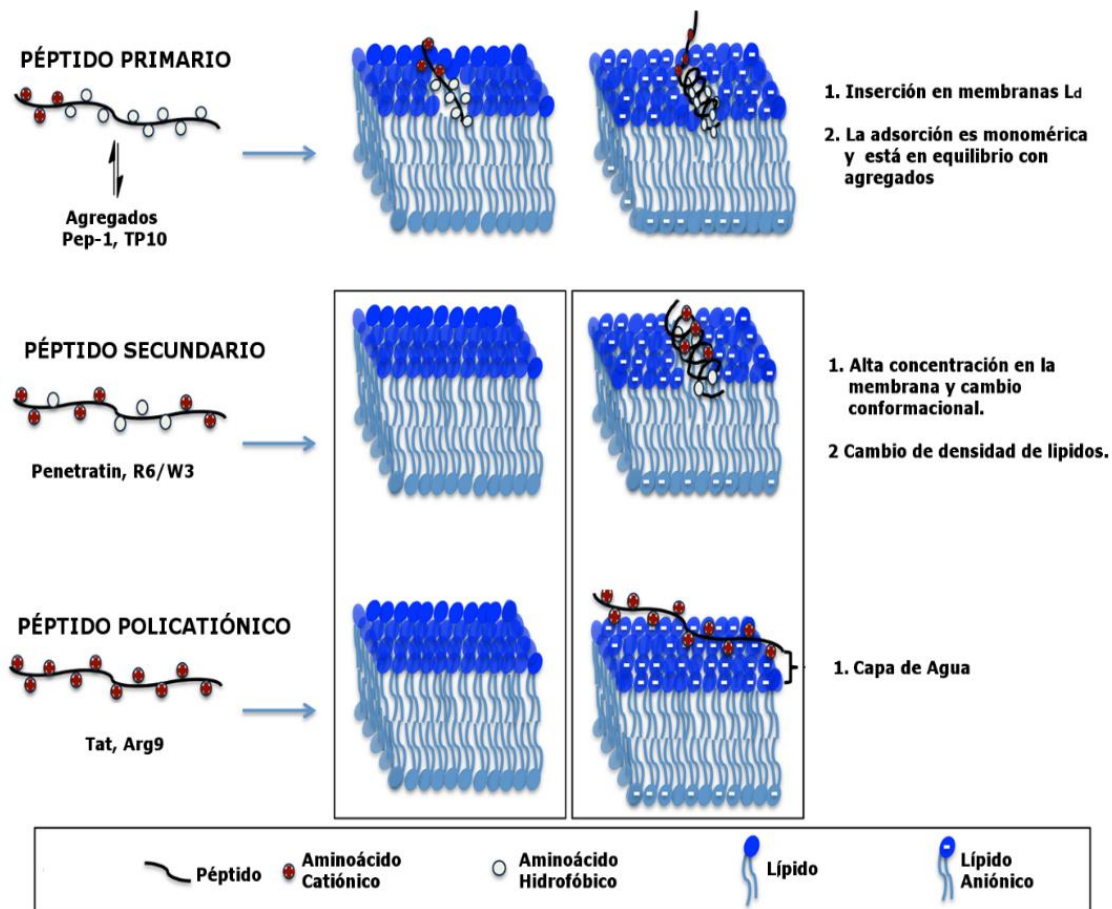 PÉPTIDO PRIMARIO
Agregados
Pep-1, TP10
1. Inserción en membranas Ld
2. La adsorción es monomérica
y está en equilibrio con
agregados
PÉPTIDO SECUNDARIO
Penetratin, R6/W3
1. Alta concentración en la
membrana y cambio
conformacional.
2 Cambio de densidad de lipidos.
PÉPTIDO POLICATIÓNICO
Tat, Arg9
1. Capa de Agua
Péptido
Aminoácido
Catiónico
Aminoácido
Hidrofóbico
Lípido
Lípido
Aniónico